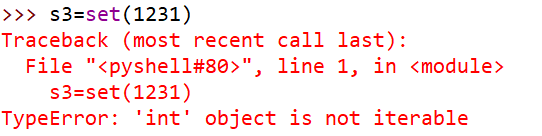 >>> s3=set(1231)
Traceback (most recent call last):
  File "<pyshell#80>", line 1, in <module>
    s3=set(1231)
TypeError: 'int' object is not iterable